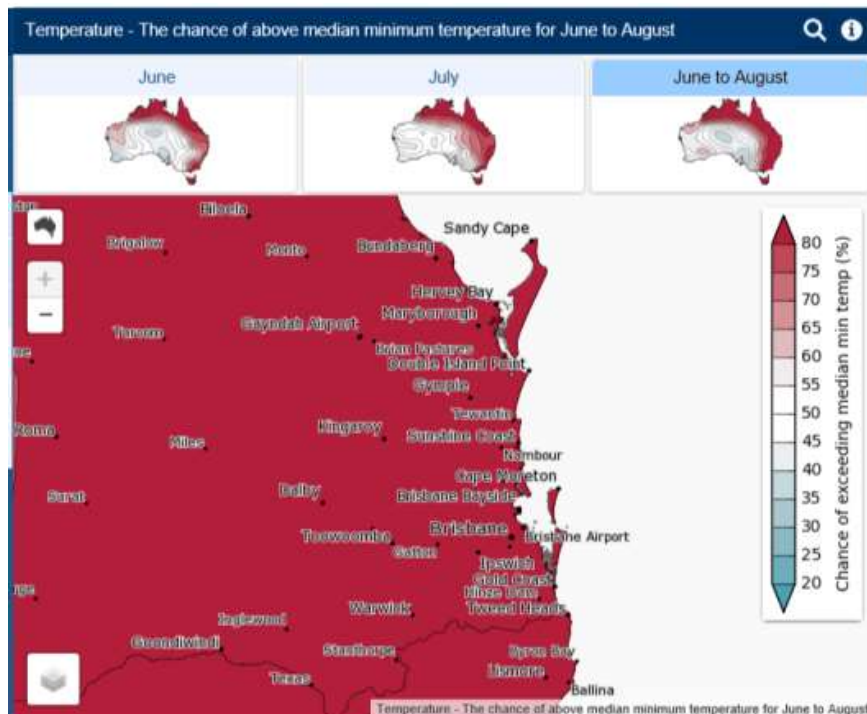 Temperature - The chance of above median minimum temperature for June to August
June
July
June to August
Biloela
Sandy Cape
Brigalow
Monto
Bundaberg
Hervey Bay
Maryborough
Taroom
Gayndah Airport
Brian Pastures
Double Island Point
Gympie
Tewantin
Roma
Kingaroy
Sunshine Coast
Miles
Nambour
Cape Moreton
Surat
Dalby
Brisbane Bayside
Brisbane
Brisbane Airport
Toowoomba
Gatton
Ipswich
Gold Coast
Hinze Dam
Warwick
Tweed Heads
Inglewood
Goondiwindi
Stanthorpe
Byron Bay
Lismore
Texas
Ballina
80
75
70
65
60
55
50
45
40
35
30
25
20
Chance of exceeding median min temp (%)
Temperature - The chance of above median minimum temperature for June to August